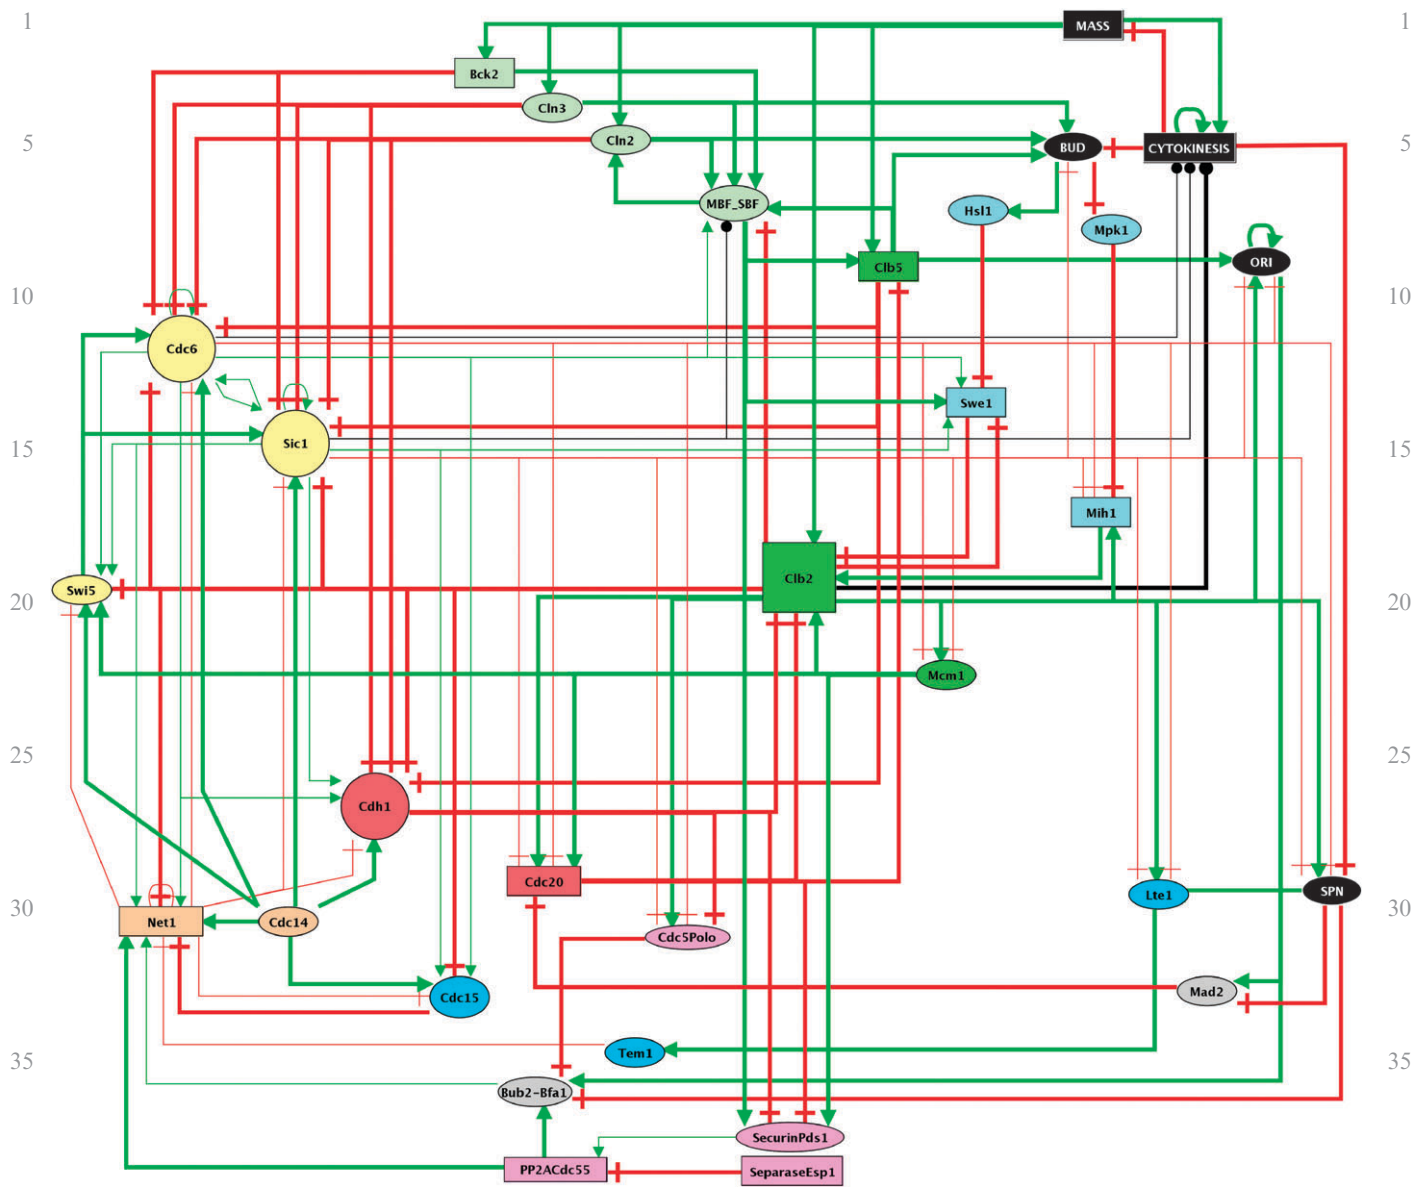 1 MASS 1
Bck2
Cln3
5 Cln2 BUD CYTOKINESIS 5
MBF_SBF Hsl1
Mpk1
Clb5 ORI
10 10
Cdc6
Swe1
15 Sic1 15
Mih1
Clb2
Swi5
20 20
Mcm1
25 25
Cdh1
Cdc20 Lte1 SPN
30 Net1 Cdc14 30
Cdc5Polo
Cdc15 Mad2
Tem1
35 35
Bub2-Bfa1
SecurinPds1
PP2ACdc55 SeparaseEsp1